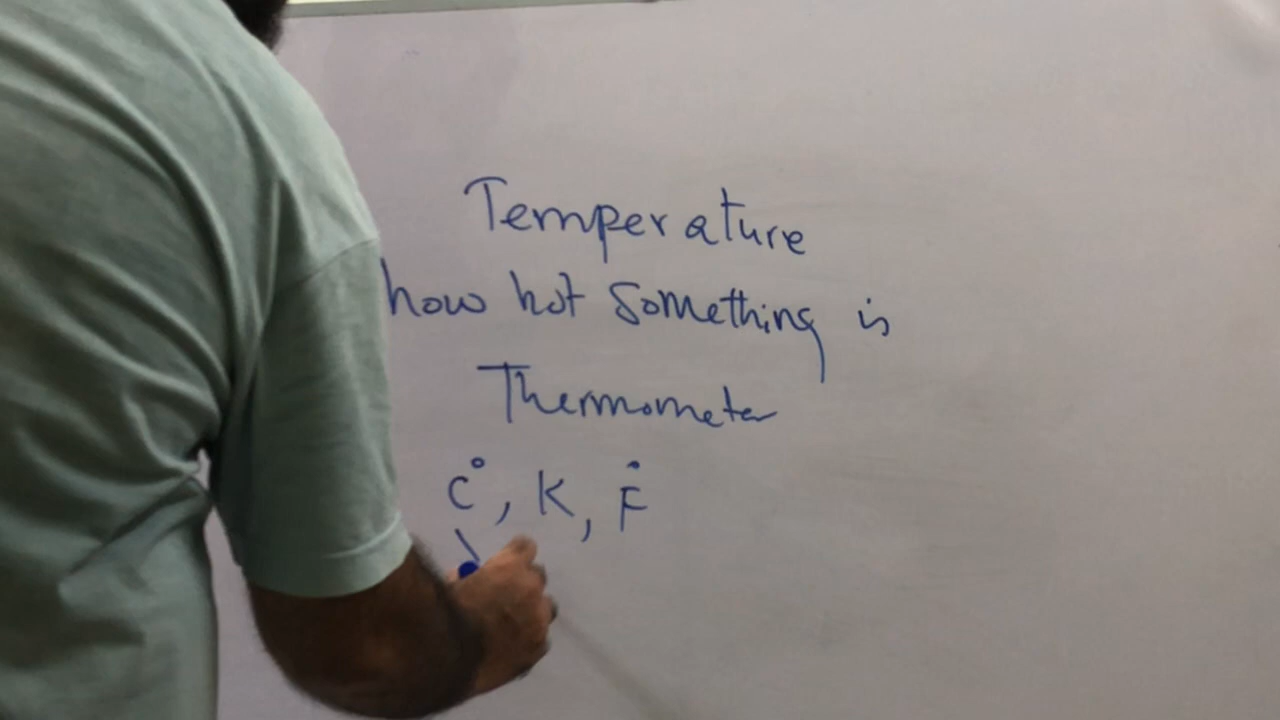 Temperature
how hot something is
Thermometer
C°, K, °F